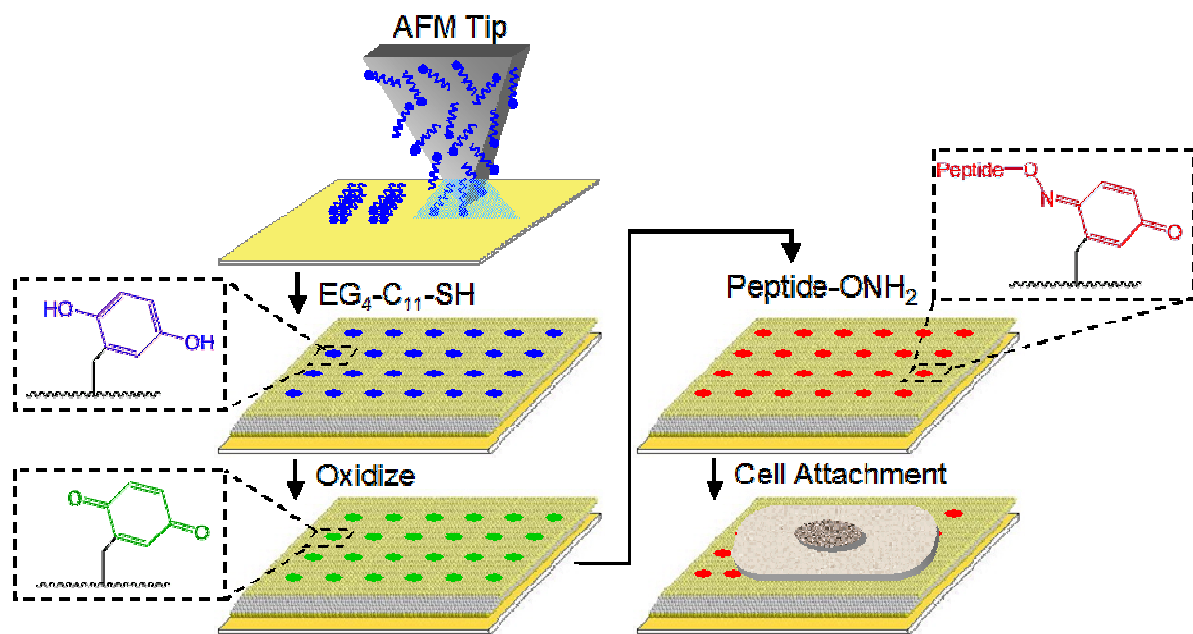 AFM Tip
EG₄-C₁₁-SH
HO
OH
Oxidize
O
O
Peptide-ONH₂
Peptide—O
N
O
Cell Attachment